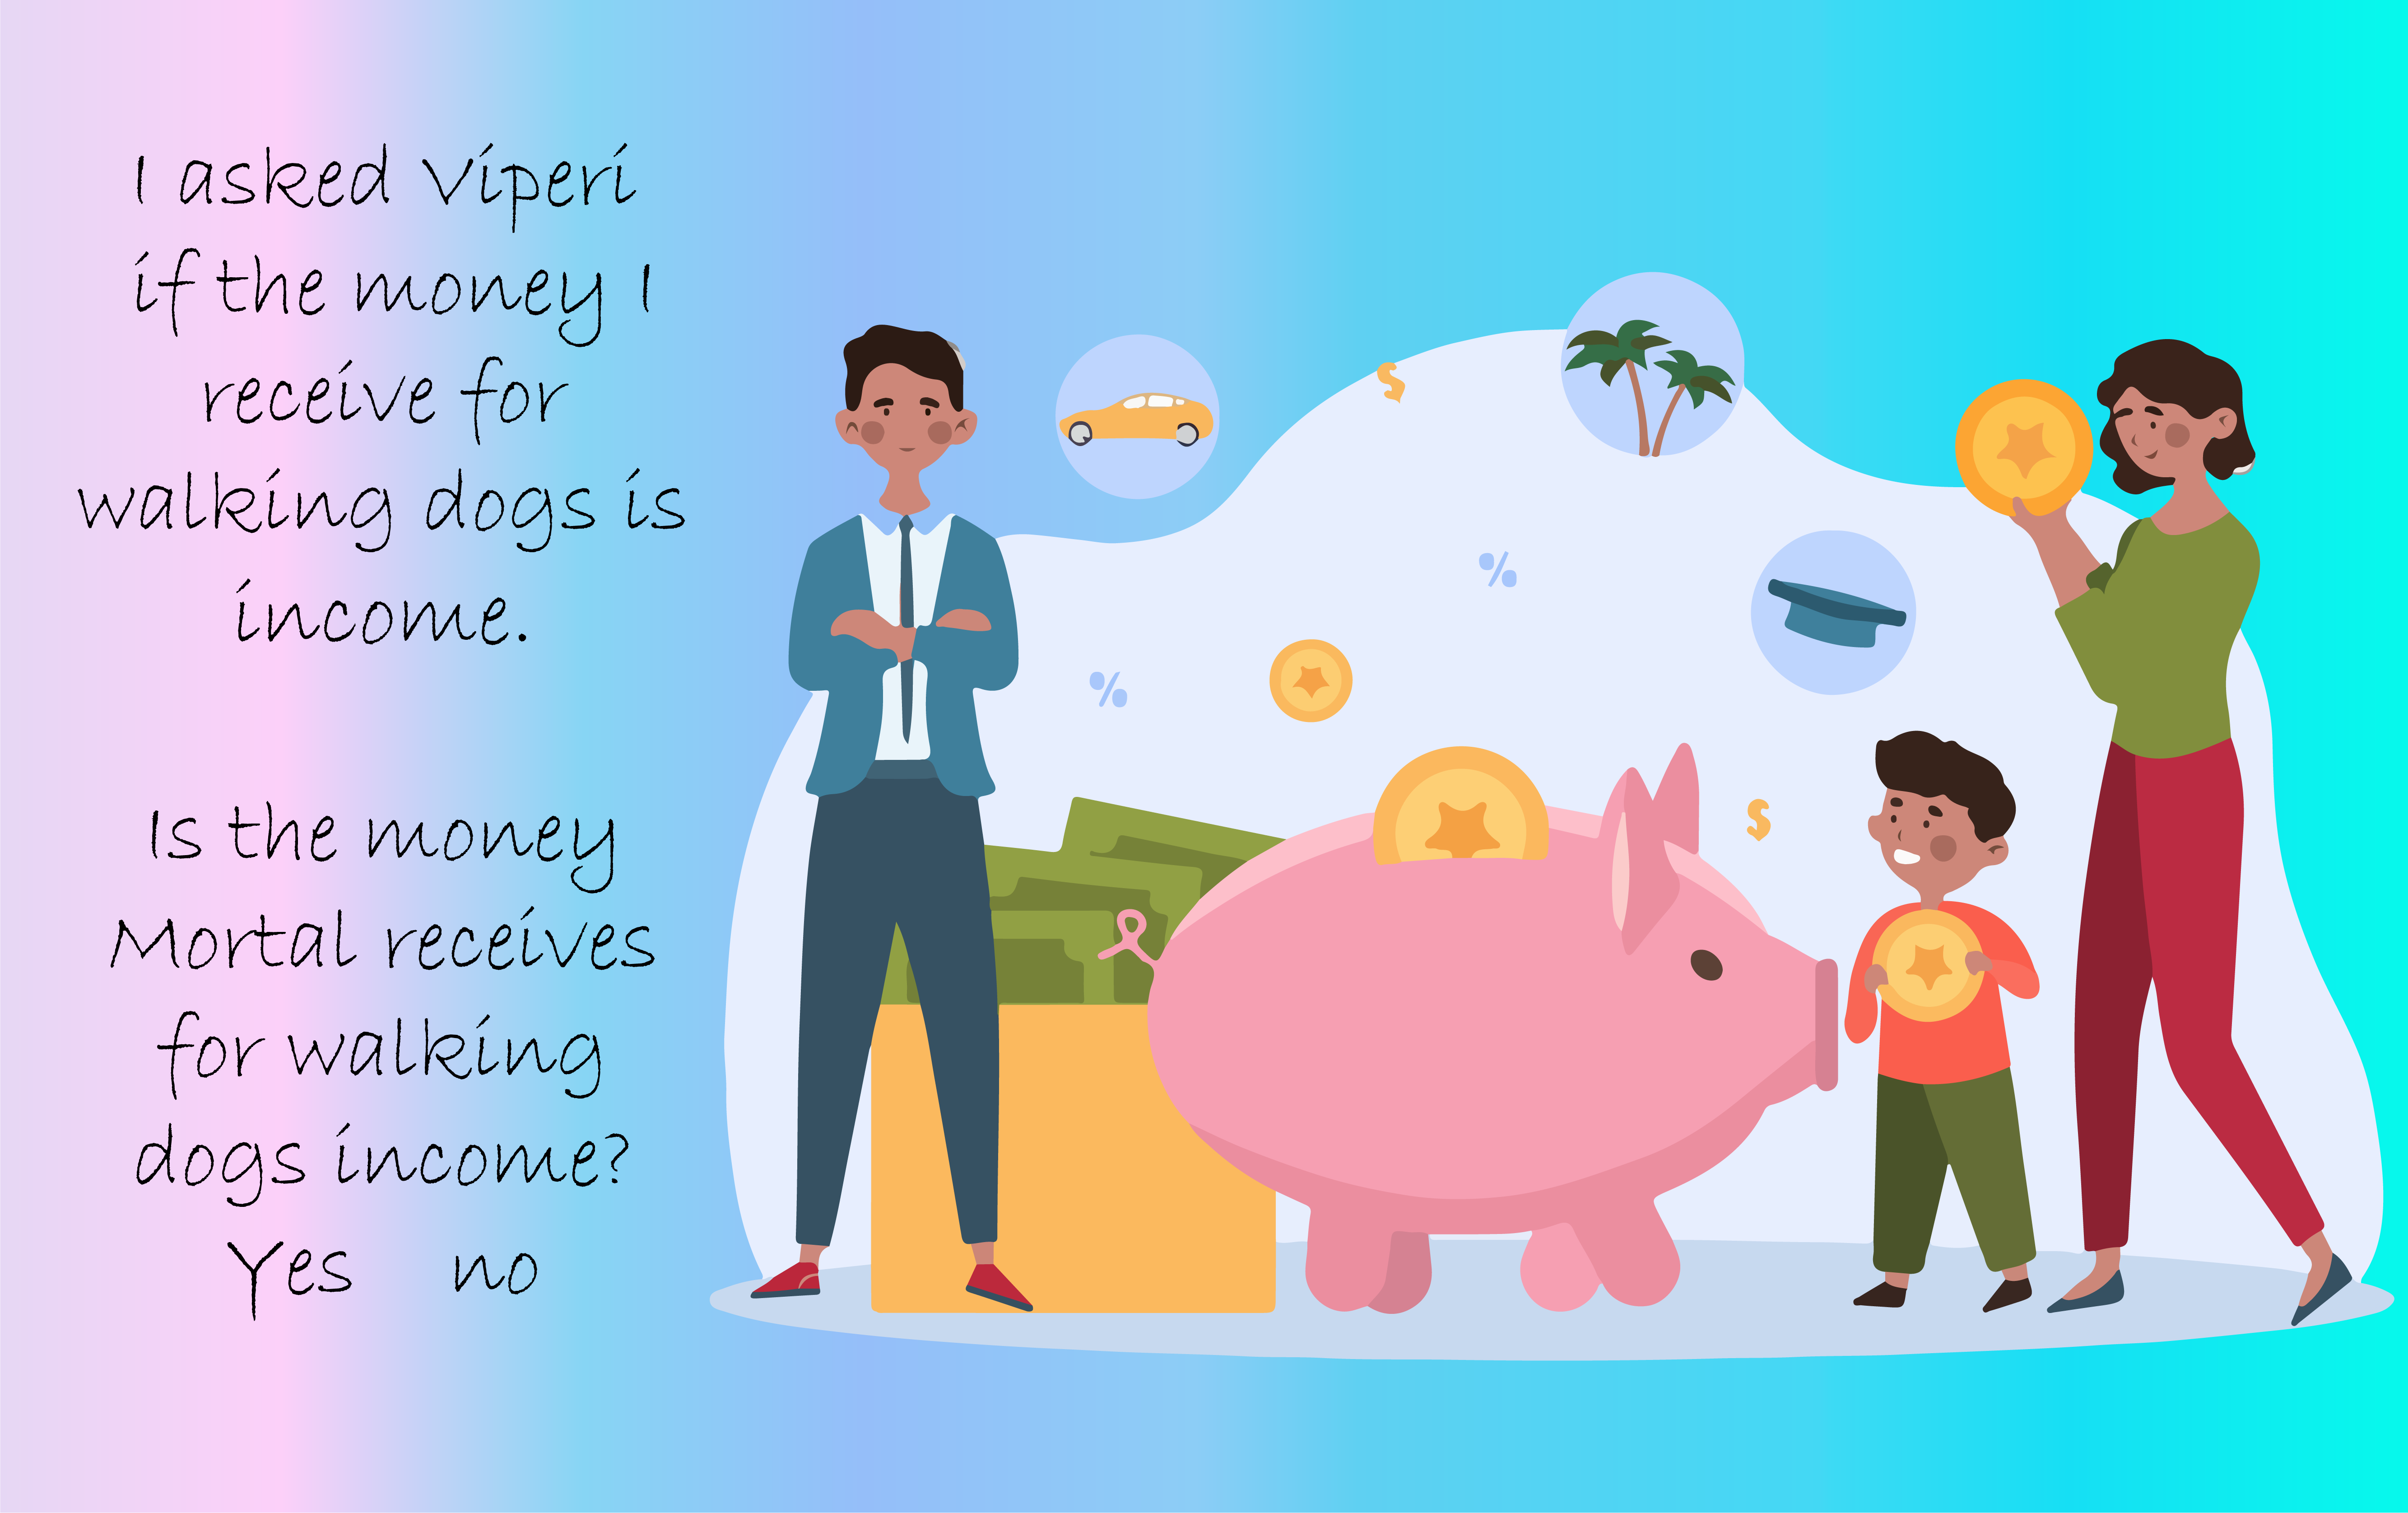 I asked Viperi
if the money I
receive for
walking dogs is
income.
Is the money
Mortal receives
for walking
dogs income?
Yes no
$
%
%
$